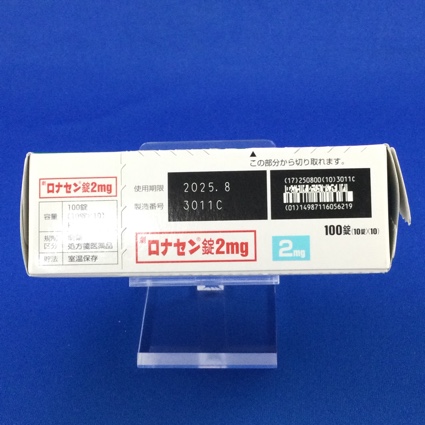 ロナセン錠2mg
容量
100錠
規制区分
処方箋医薬品
貯法
室温保存
この部分から切り取れます。
使用期限
2025.8
製造番号
3011C
(17)250800(10)3011C
(01)14987116056219
ロナセン錠2mg
2mg
100錠(10錠×10)